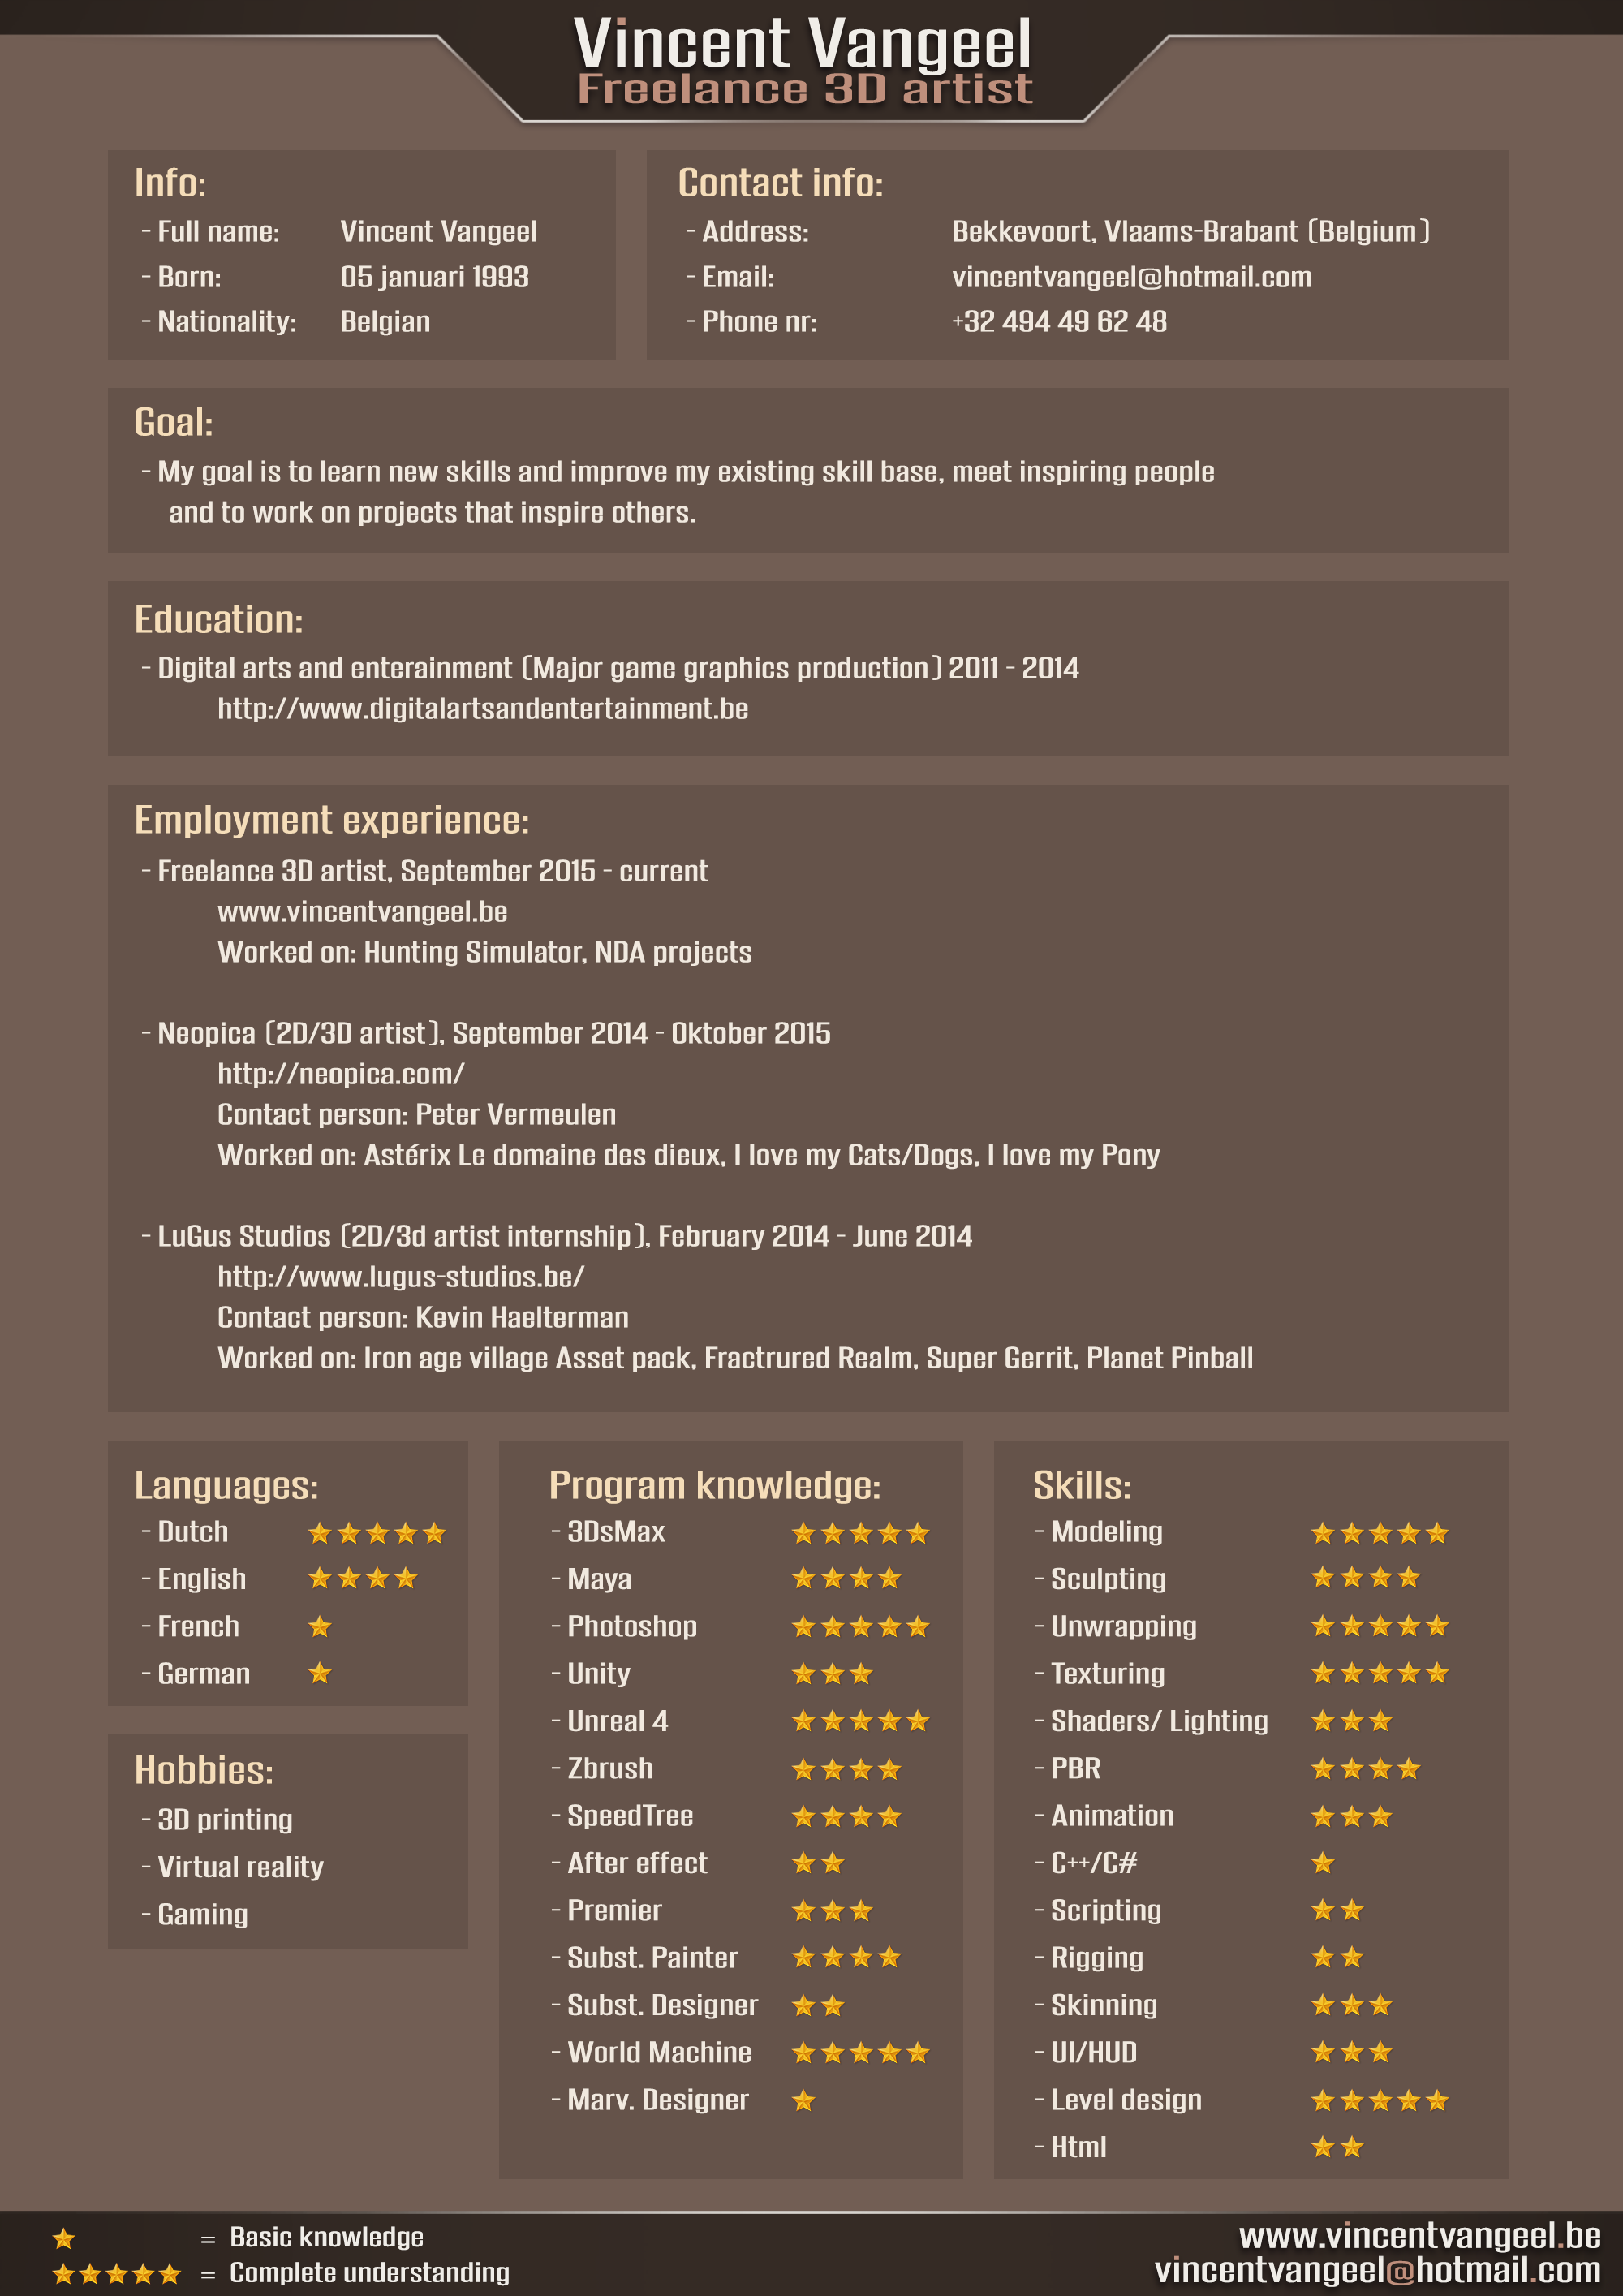 Vincent Vangeel
Freelance 3D artist
Info:
- Full name: Vincent Vangeel
- Born: 05 januari 1993
- Nationality: Belgian
Contact info:
- Address: Bekkevoort, Vlaams-Brabant (Belgium)
- Email: vincentvangeel@hotmail.com
- Phone nr: +32 494 49 62 48
Goal:
- My goal is to learn new skills and improve my existing skill base, meet inspiring people
and to work on projects that inspire others.
Education:
- Digital arts and enterainment (Major game graphics production) 2011 - 2014
http://www.digitalartsandentertainment.be
Employment experience:
- Freelance 3D artist, September 2015 - current
www.vincentvangeel.be
Worked on: Hunting Simulator, NDA projects
- Neopica (2D/3D artist), September 2014 - Oktober 2015
http://neopica.com/
Contact person: Peter Vermeulen
Worked on: Astérix Le domaine des dieux, I love my Cats/Dogs, I love my Pony
- LuGus Studios (2D/3d artist internship), February 2014 - June 2014
http://www.lugus-studios.be/
Contact person: Kevin Haelterman
Worked on: Iron age village Asset pack, Fractrured Realm, Super Gerrit, Planet Pinball
Languages:
- Dutch
- English
- French
- German
Hobbies:
- 3D printing
- Virtual reality
- Gaming
Program knowledge:
- 3DsMax
- Maya
- Photoshop
- Unity
- Unreal 4
- Zbrush
- SpeedTree
- After effect
- Premier
- Subst. Painter
- Subst. Designer
- World Machine
- Marv. Designer
Skills:
- Modeling
- Sculpting
- Unwrapping
- Texturing
- Shaders/ Lighting
- PBR
- Animation
- C++/C#
- Scripting
- Rigging
- Skinning
- UI/HUD
- Level design
- Html
= Basic knowledge
= Complete understanding
www.vincentvangeel.be
vincentvangeel@hotmail.com